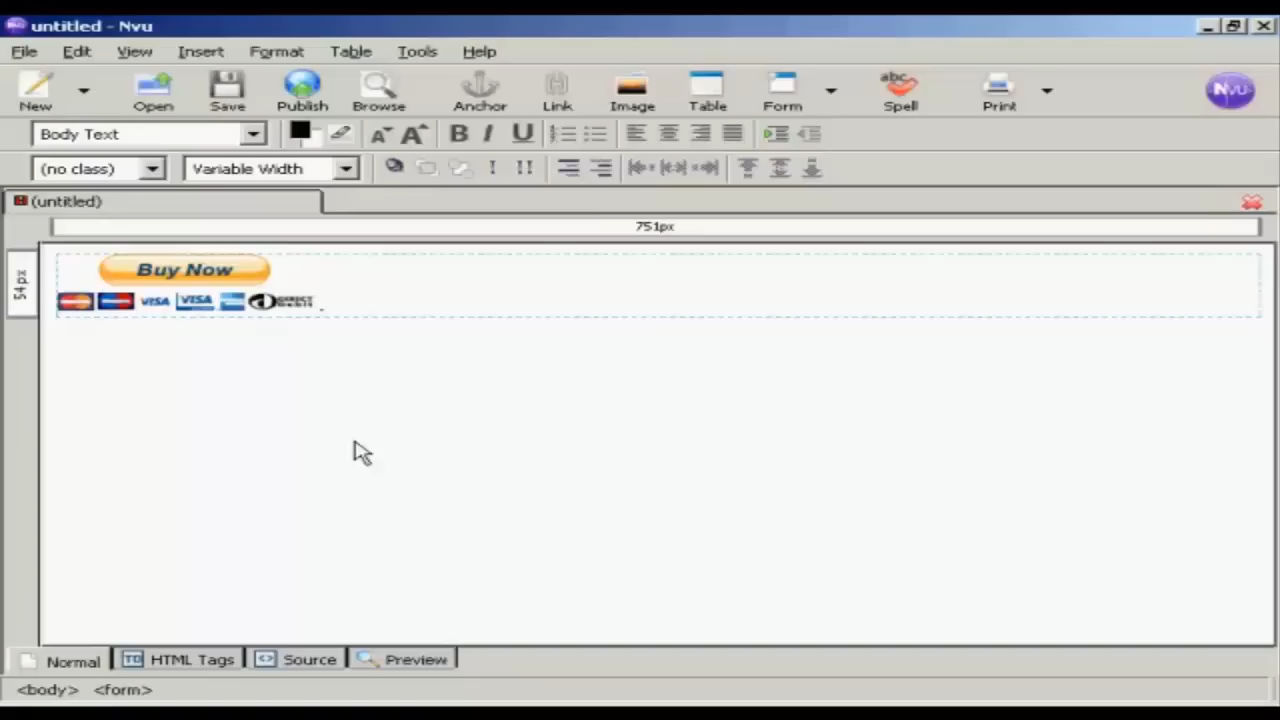 untitled - Nvu
File Edit View Insert Format Table Tools Help
New Open Save Publish Browse Anchor Link Image Table Form Spell Print
Body Text
(no class) Variable Width
(untitled)
751px
54px
Buy Now
VISA VISA DIRECT
Normal HTML Tags Source Preview
<body> <form>